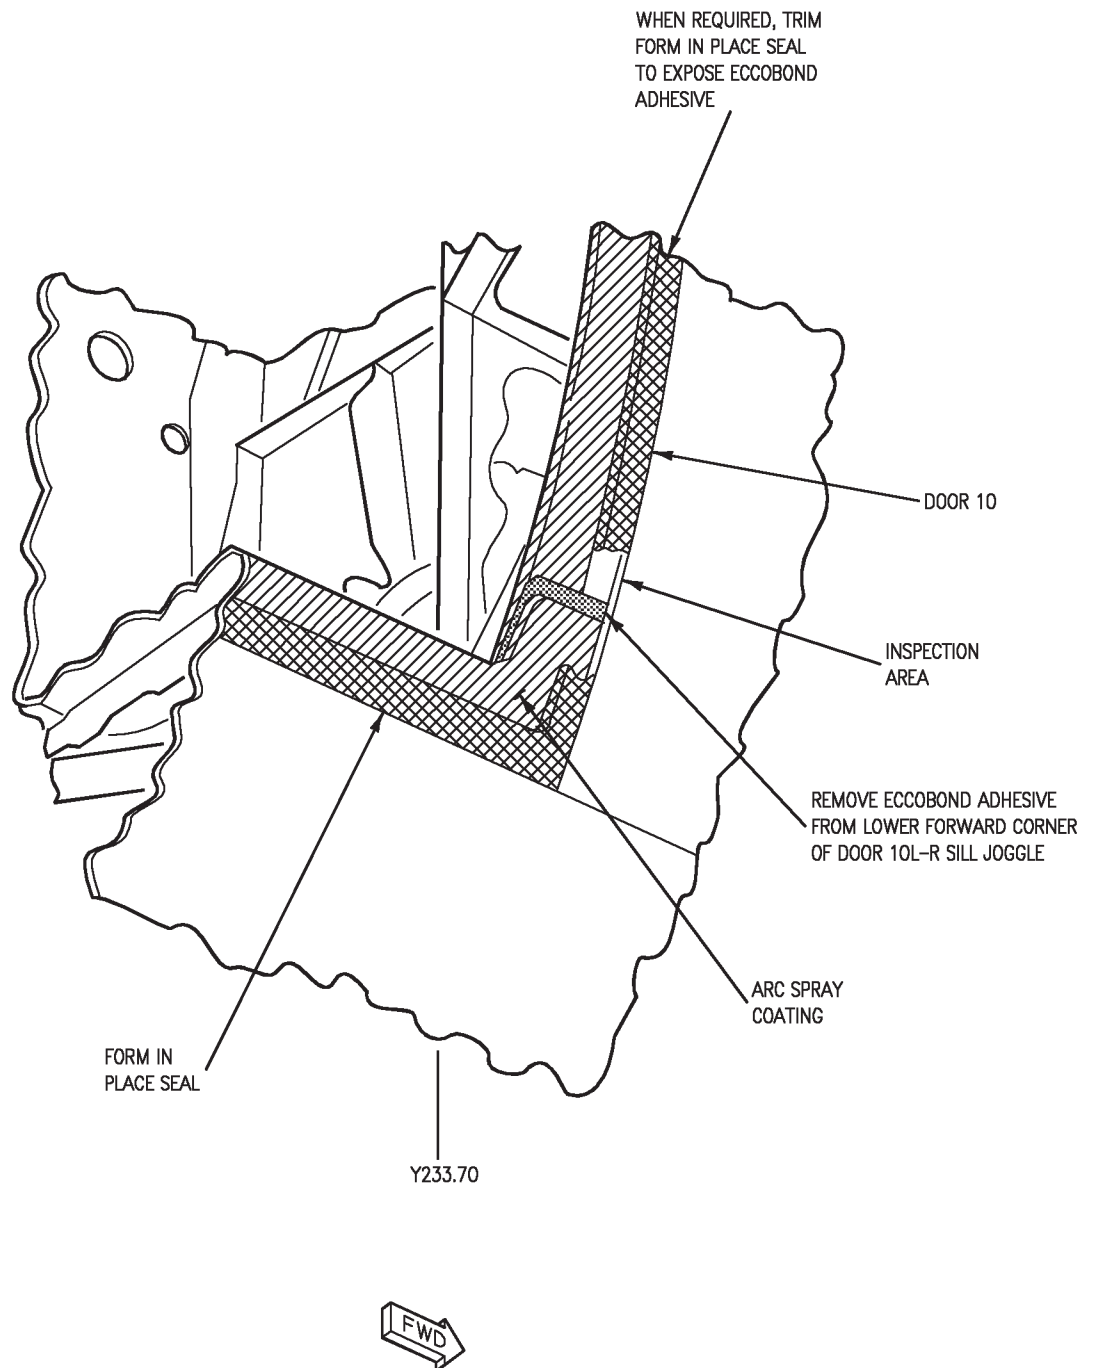 WHEN REQUIRED, TRIM
FORM IN PLACE SEAL
TO EXPOSE ECCOBOND
ADHESIVE
DOOR 10
INSPECTION
AREA
REMOVE ECCOBOND ADHESIVE
FROM LOWER FORWARD CORNER
OF DOOR 10L-R SILL JOGGLE
ARC SPRAY
COATING
FORM IN
PLACE SEAL
Y233.70
FWD